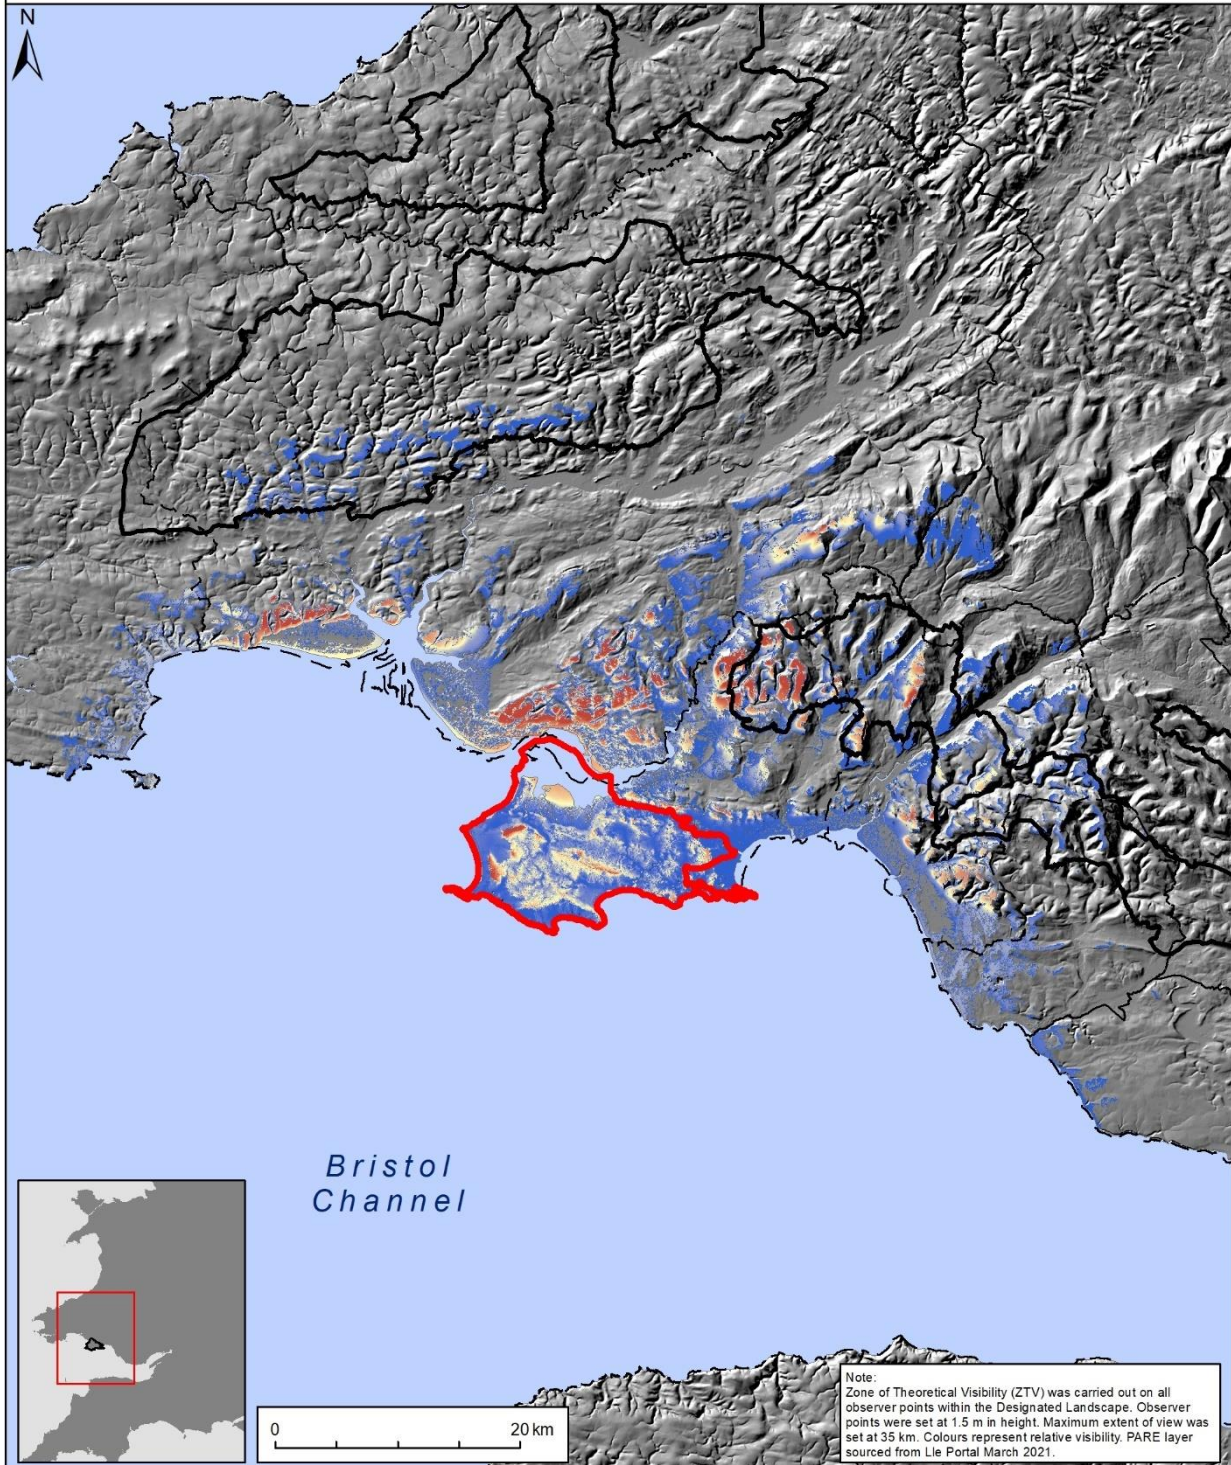 N
Bristol
Channel
0 20 km
Note:
Zone of Theoretical Visibility (ZTV) was carried out on all
observer points within the Designated Landscape. Observer
points were set at 1.5 m in height. Maximum extent of view was
set at 35 km. Colours represent relative visibility. PARE layer
sourced from Lle Portal March 2021.